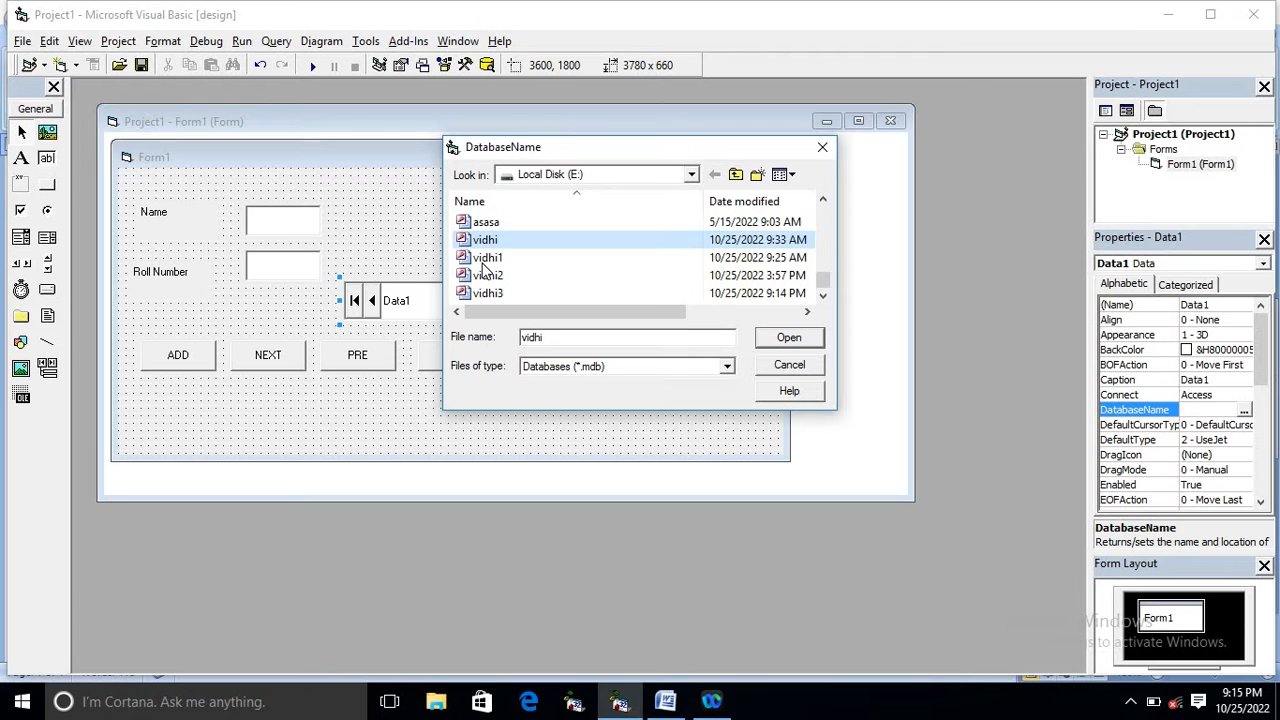 Project1 - Microsoft Visual Basic [design]
File Edit View Project Format Debug Run Query Diagram Tools Add-Ins Window Help
3600, 1800 3780 x 660
General
Project1 - Form1 (Form)
Form1
Name
Roll Number
Data1
ADD NEXT PRE
DatabaseName
Look in: Local Disk (E:)
Name Date modified
asasa 5/15/2022 9:03 AM
vidhi 10/25/2022 9:33 AM
vidhi1 10/25/2022 9:25 AM
vidhi2 10/25/2022 3:57 PM
vidhi3 10/25/2022 9:14 PM
File name: vidhi Open
Files of type: Databases (*.mdb) Cancel
Help
Project - Project1
Project1 (Project1)
Forms
Form1 (Form1)
Properties - Data1
Data1 Data
Alphabetic Categorized
(Name) Data1
Align 0 - None
Appearance 1 - 3D
BackColor &H80000005
BOFAction 0 - Move First
Caption Data1
Connect Access
DatabaseName ...
DefaultCursorTyp 0 - DefaultCursor
DefaultType 2 - UseJet
DragIcon (None)
DragMode 0 - Manual
Enabled True
EOFAction 0 - Move Last
DatabaseName
Returns/sets the name and location of
Form Layout
Form1
Windows
to activate Windows.
I'm Cortana. Ask me anything.
9:15 PM
10/25/2022